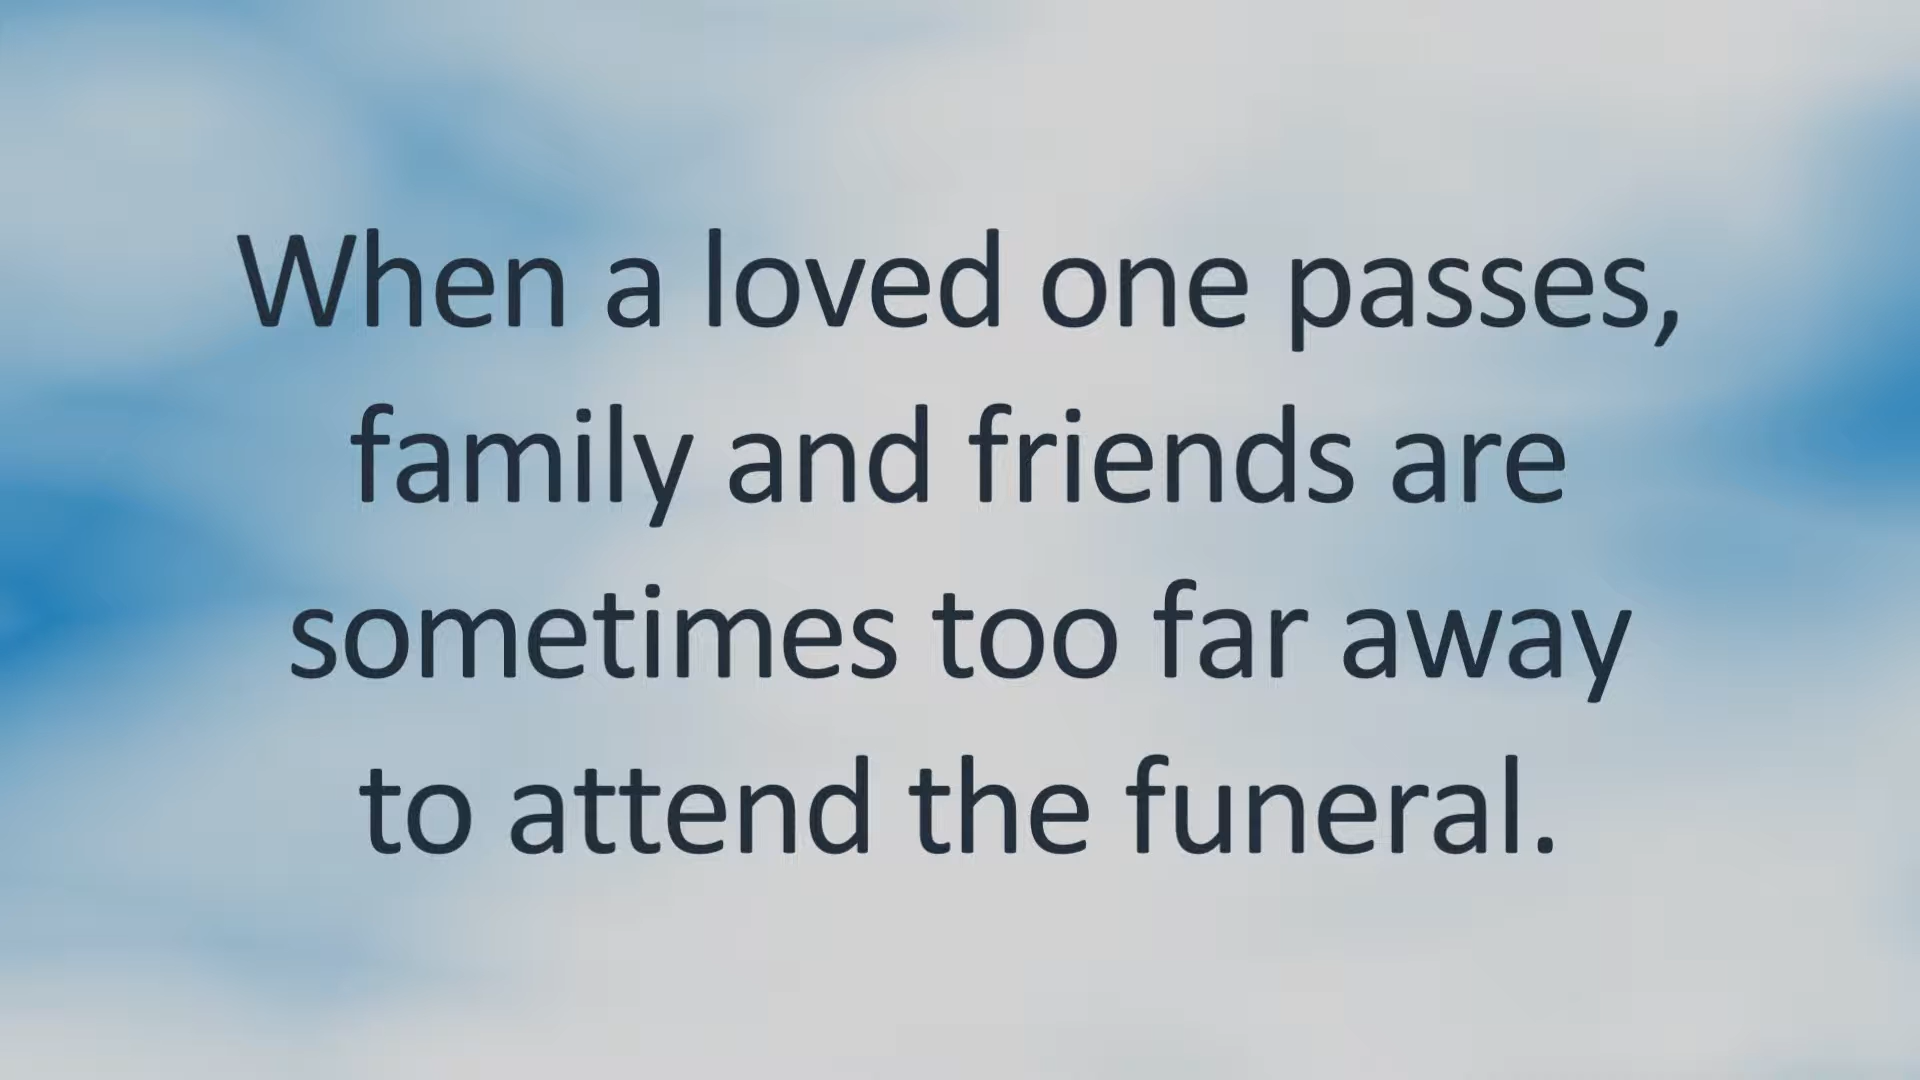 When a loved one passes,
family and friends are
sometimes too far away
to attend the funeral.